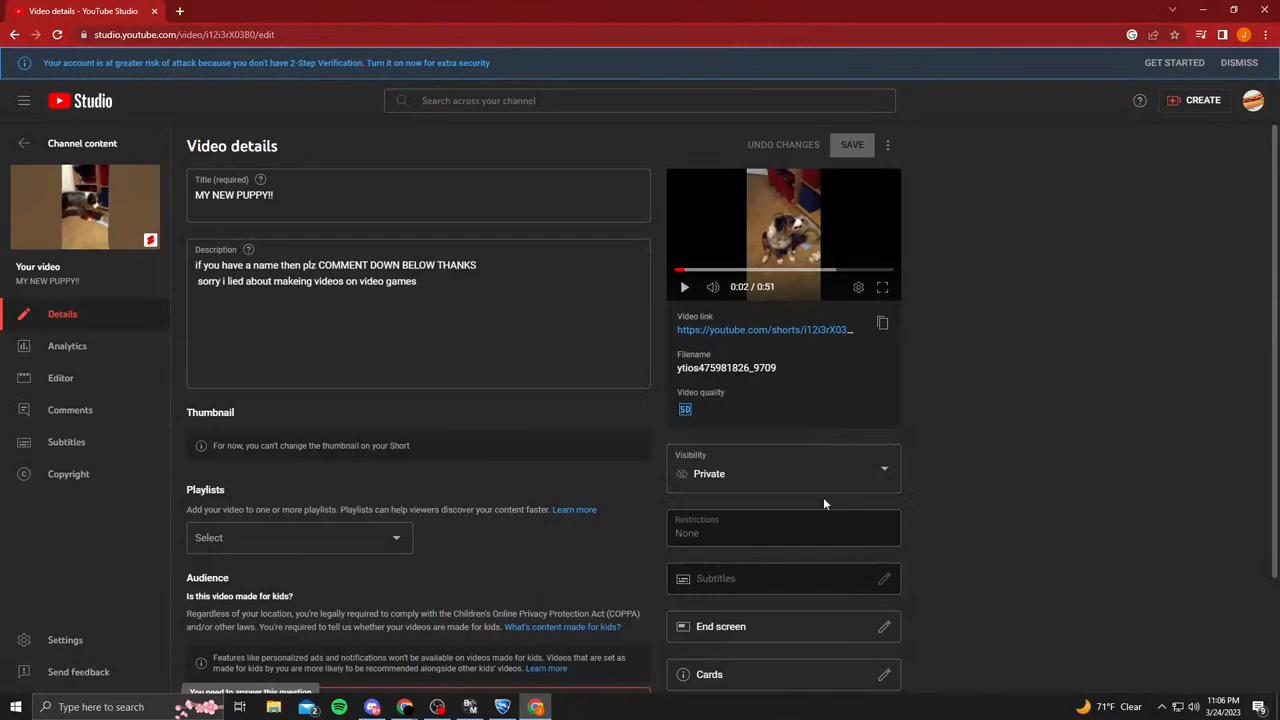 Video details - YouTube Studio
studio.youtube.com/video/i12i3rX03B0/edit
Your account is at greater risk of attack because you don't have 2-Step Verification. Turn it on now for extra security
GET STARTED
DISMISS
Studio
Search across your channel
CREATE
Channel content
Your video
MY NEW PUPPY!!
Details
Analytics
Editor
Comments
Subtitles
Copyright
Settings
Send feedback
Video details
UNDO CHANGES
SAVE
Title (required)
MY NEW PUPPY!!
Description
if you have a name then plz COMMENT DOWN BELOW THANKS
sorry i lied about makeing videos on video games
Thumbnail
For now, you can't change the thumbnail on your Short
Playlists
Add your video to one or more playlists. Playlists can help viewers discover your content faster. Learn more
Select
Audience
Is this video made for kids?
Regardless of your location, you're legally required to comply with the Children's Online Privacy Protection Act (COPPA)
and/or other laws. You're required to tell us whether your videos are made for kids. What's content made for kids?
Features like personalized ads and notifications won't be available on videos made for kids. Videos that are set as
made for kids by you are more likely to be recommended alongside other kids' videos. Learn more
You need to answer this question
0:02 / 0:51
Video link
https://youtube.com/shorts/i12i3rX03...
Filename
ytios475981826_9709
Video quality
SD
Visibility
Private
Restrictions
None
Subtitles
End screen
Cards
Type here to search
71°F Clear
11:06 PM
3/24/2023